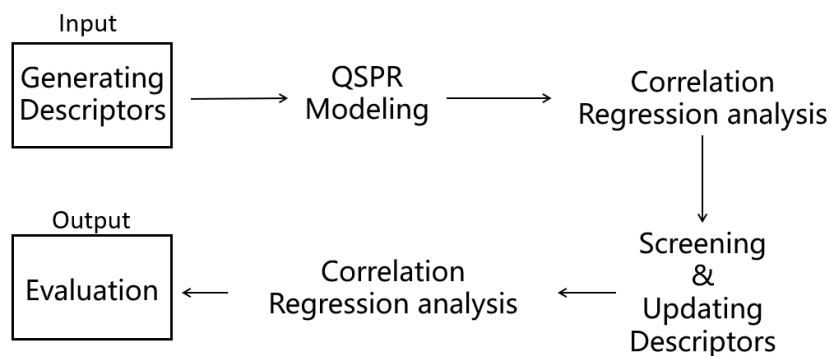 Input
Generating
Descriptors
QSPR
Modeling
Correlation
Regression analysis
Screening
&
Updating
Descriptors
Correlation
Regression analysis
Output
Evaluation